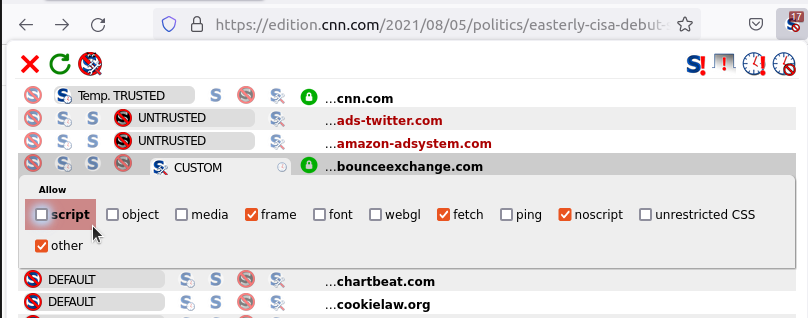 https://edition.cnn.com/2021/08/05/politics/easterly-cisa-debut-
17
S!
Temp. TRUSTED S ...cnn.com
UNTRUSTED ...ads-twitter.com
UNTRUSTED ...amazon-adsystem.com
CUSTOM ...bounceexchange.com
Allow
script object media frame font webgl fetch ping noscript unrestricted CSS
other
DEFAULT S S ...chartbeat.com
DEFAULT S S ...cookielaw.org